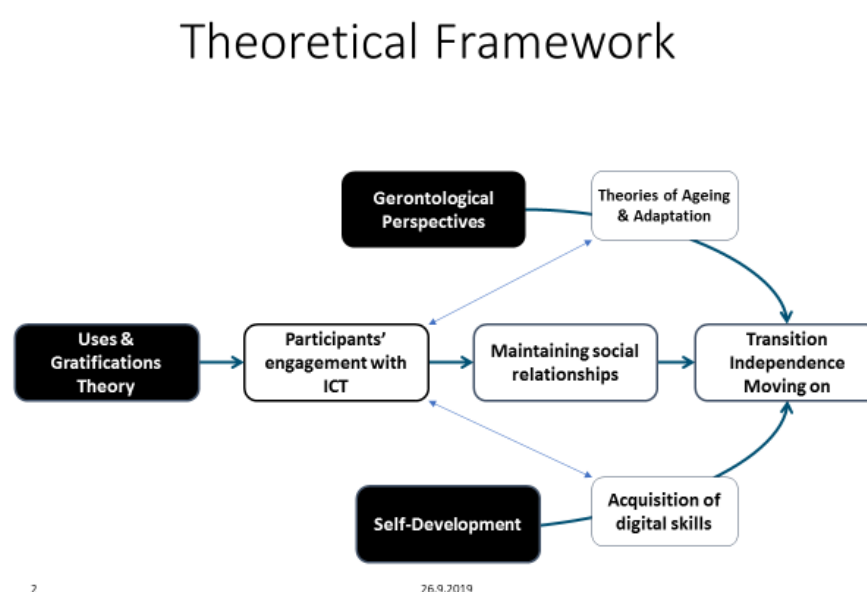 Theoretical Framework
Gerontological
Perspectives
Theories of Ageing
& Adaptation
Uses &
Gratifications
Theory
Participants'
engagement with
ICT
Maintaining social
relationships
Transition
Independence
Moving on
Self-Development
Acquisition of
digital skills
2
26.9.2019